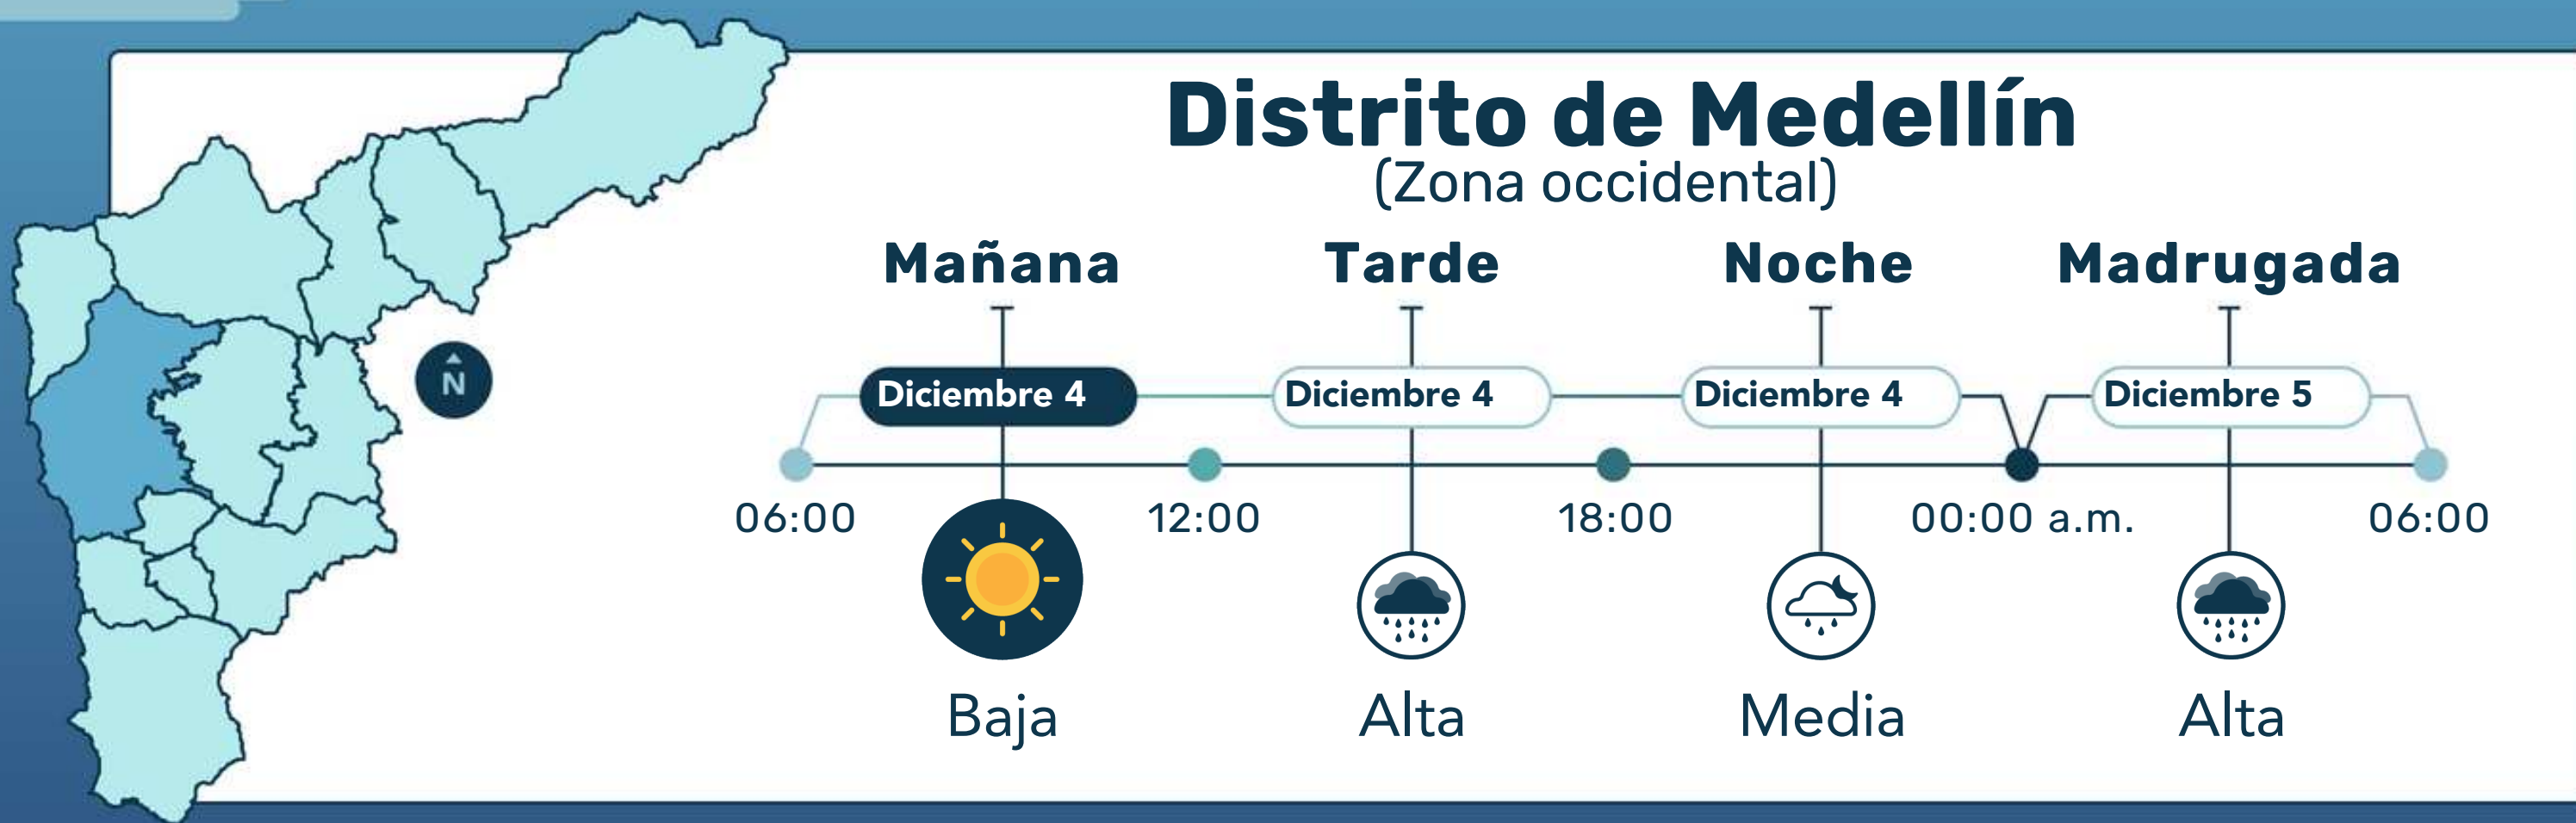 Distrito de Medellín
(Zona occidental)
Mañana Tarde Noche Madrugada
Diciembre 4 Diciembre 4 Diciembre 4 Diciembre 5
N
06:00 12:00 18:00 00:00 a.m. 06:00
Baja Alta Media Alta